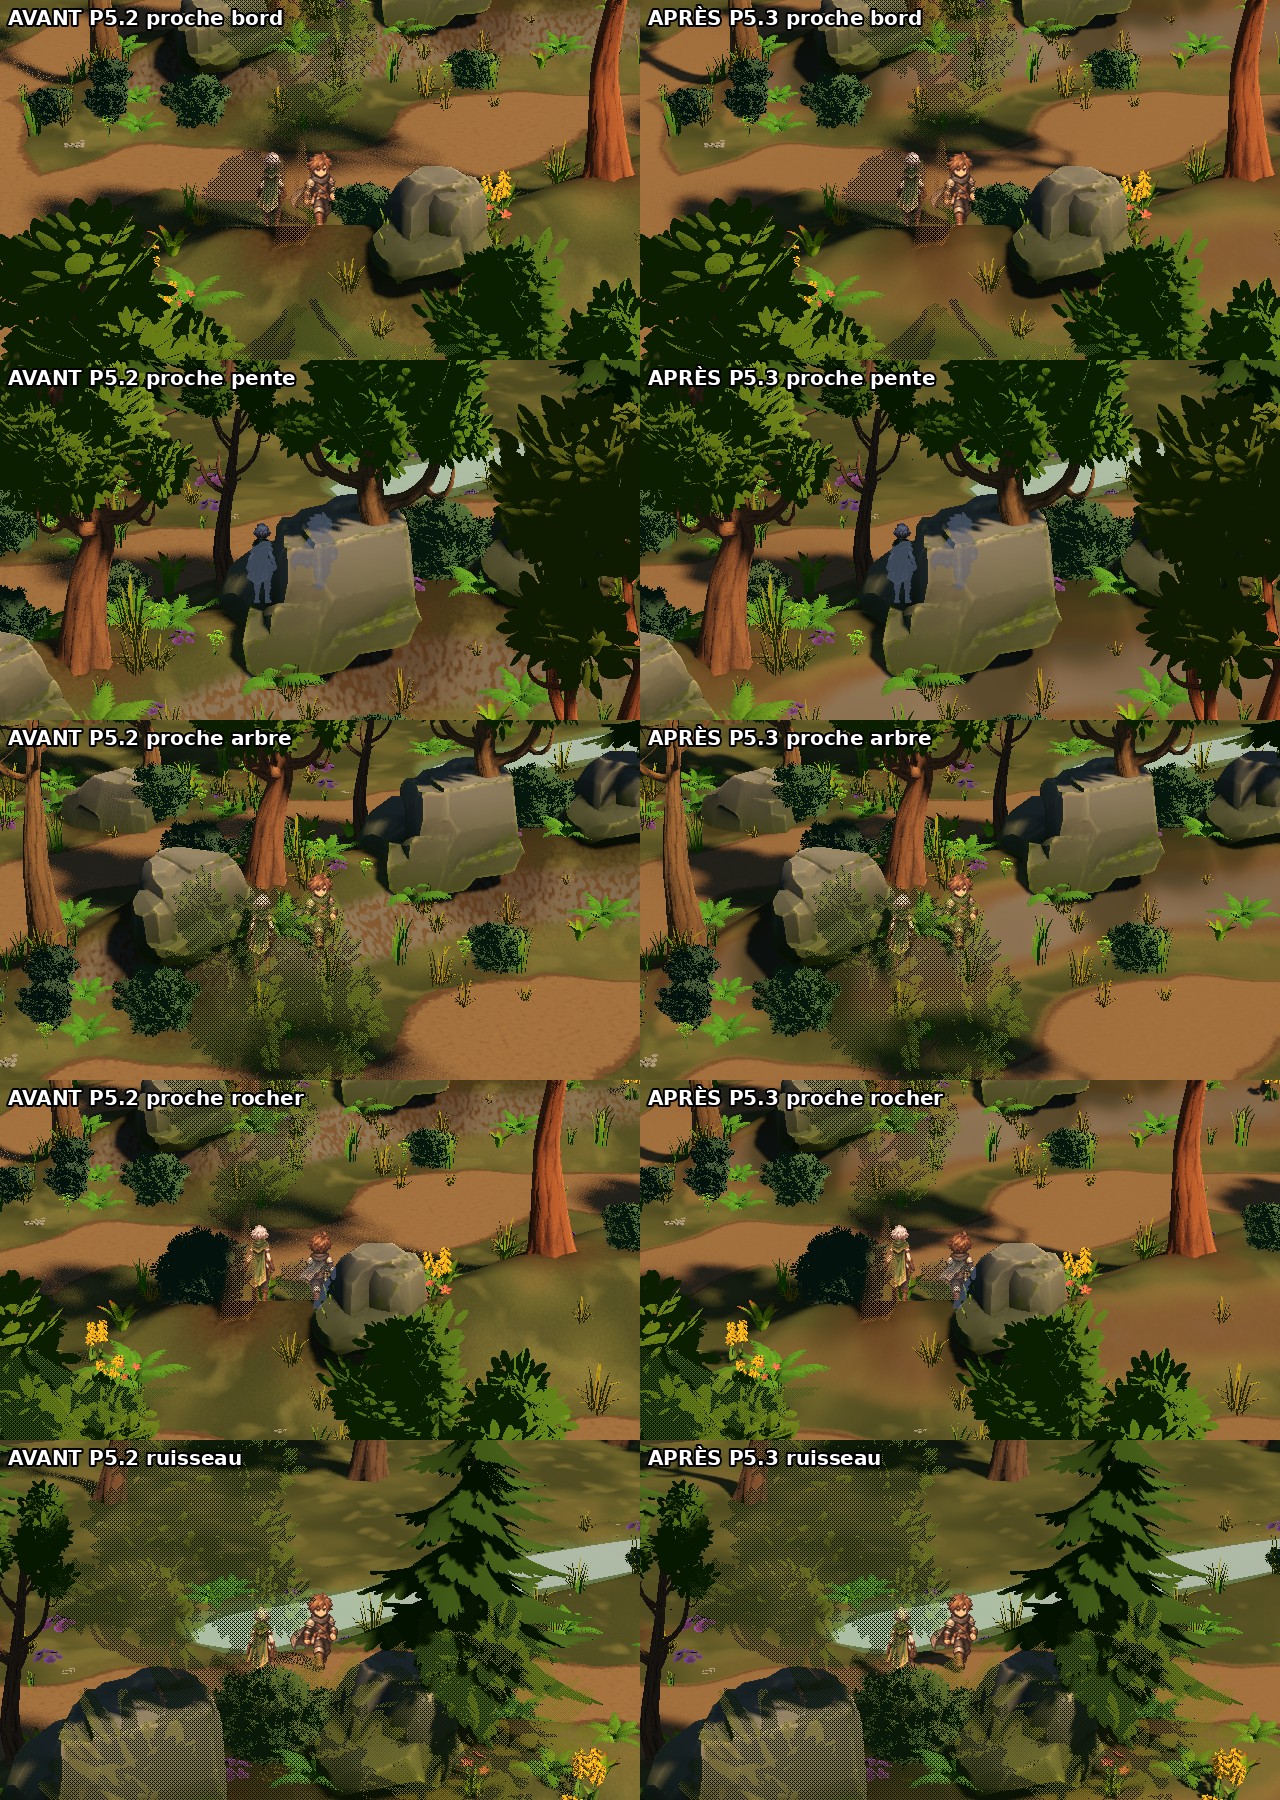 AVANT P5.2 proche bord
APRÈS P5.3 proche bord
AVANT P5.2 proche pente
APRÈS P5.3 proche pente
AVANT P5.2 proche arbre
APRÈS P5.3 proche arbre
AVANT P5.2 proche rocher
APRÈS P5.3 proche rocher
AVANT P5.2 ruisseau
APRÈS P5.3 ruisseau